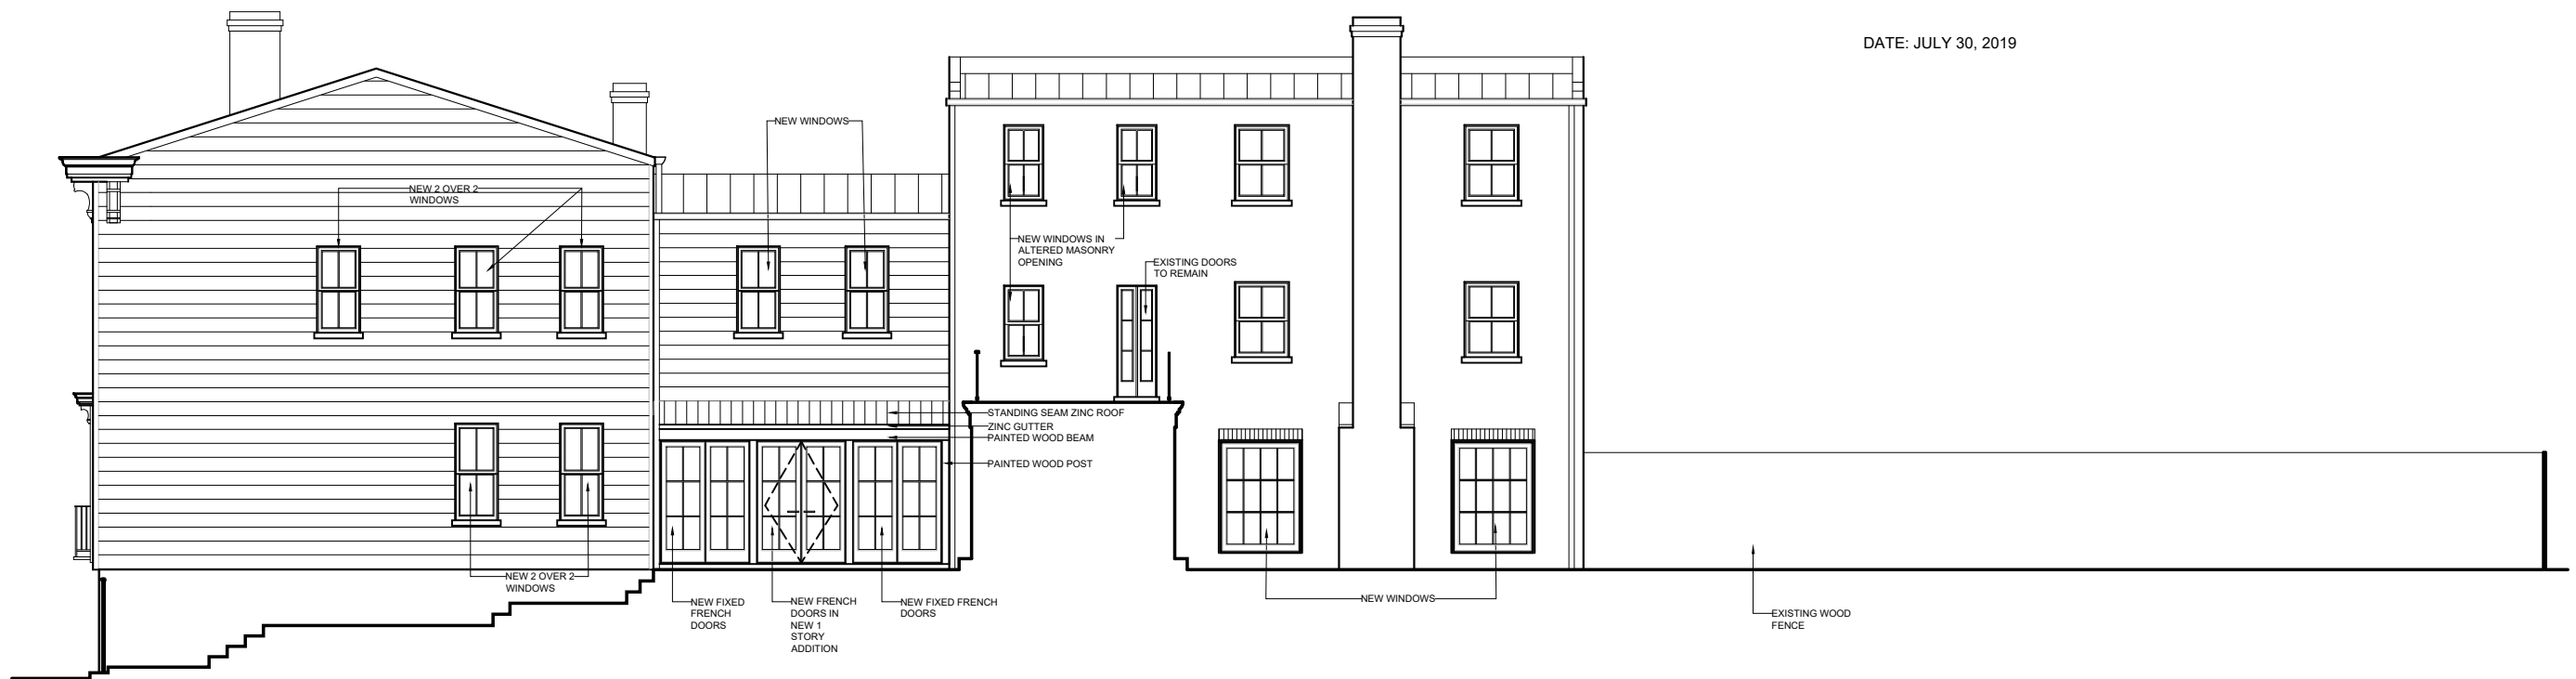 DATE: JULY 30, 2019
NEW WINDOWS
NEW 2 OVER 2
WINDOWS
NEW WINDOWS IN
ALTERED MASONRY
OPENING
EXISTING DOORS
TO REMAIN
STANDING SEAM ZINC ROOF
ZINC GUTTER
PAINTED WOOD BEAM
PAINTED WOOD POST
NEW 2 OVER 2
WINDOWS
NEW FIXED
FRENCH
DOORS
NEW FRENCH
DOORS IN
NEW 1
STORY
ADDITION
NEW FIXED FRENCH
DOORS
NEW WINDOWS
EXISTING WOOD
FENCE